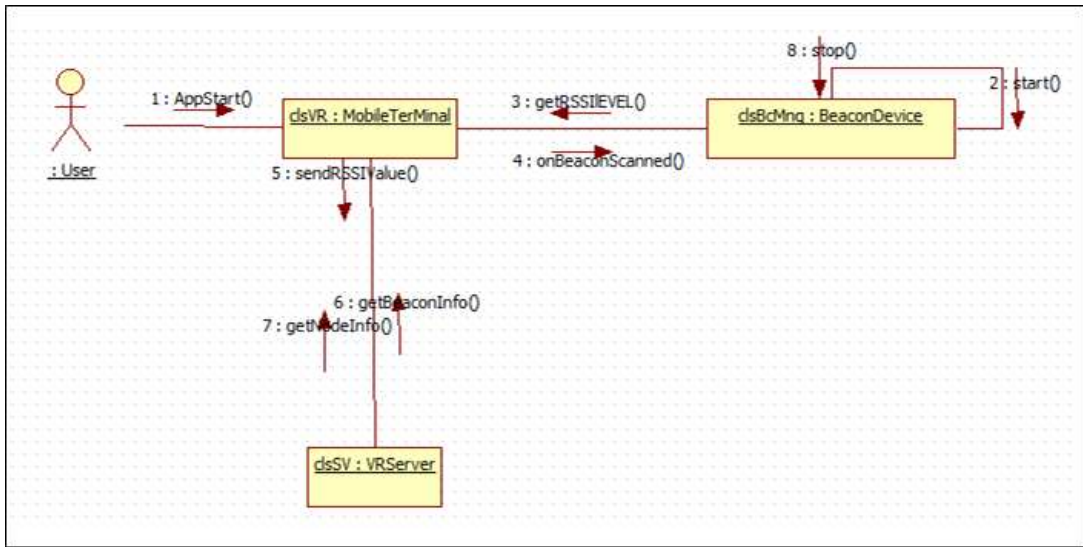 8 : stop()
1 : AppStart()
3 : getRSSIlEVEL()
2 : start()
clsVR : MobileTerMinal
clsBcMng : BeaconDevice
: User
4 : onBeaconScanned()
5 : sendRSSIValue()
6 : getBeaconInfo()
7 : getNodeInfo()
clsSV : VRServer